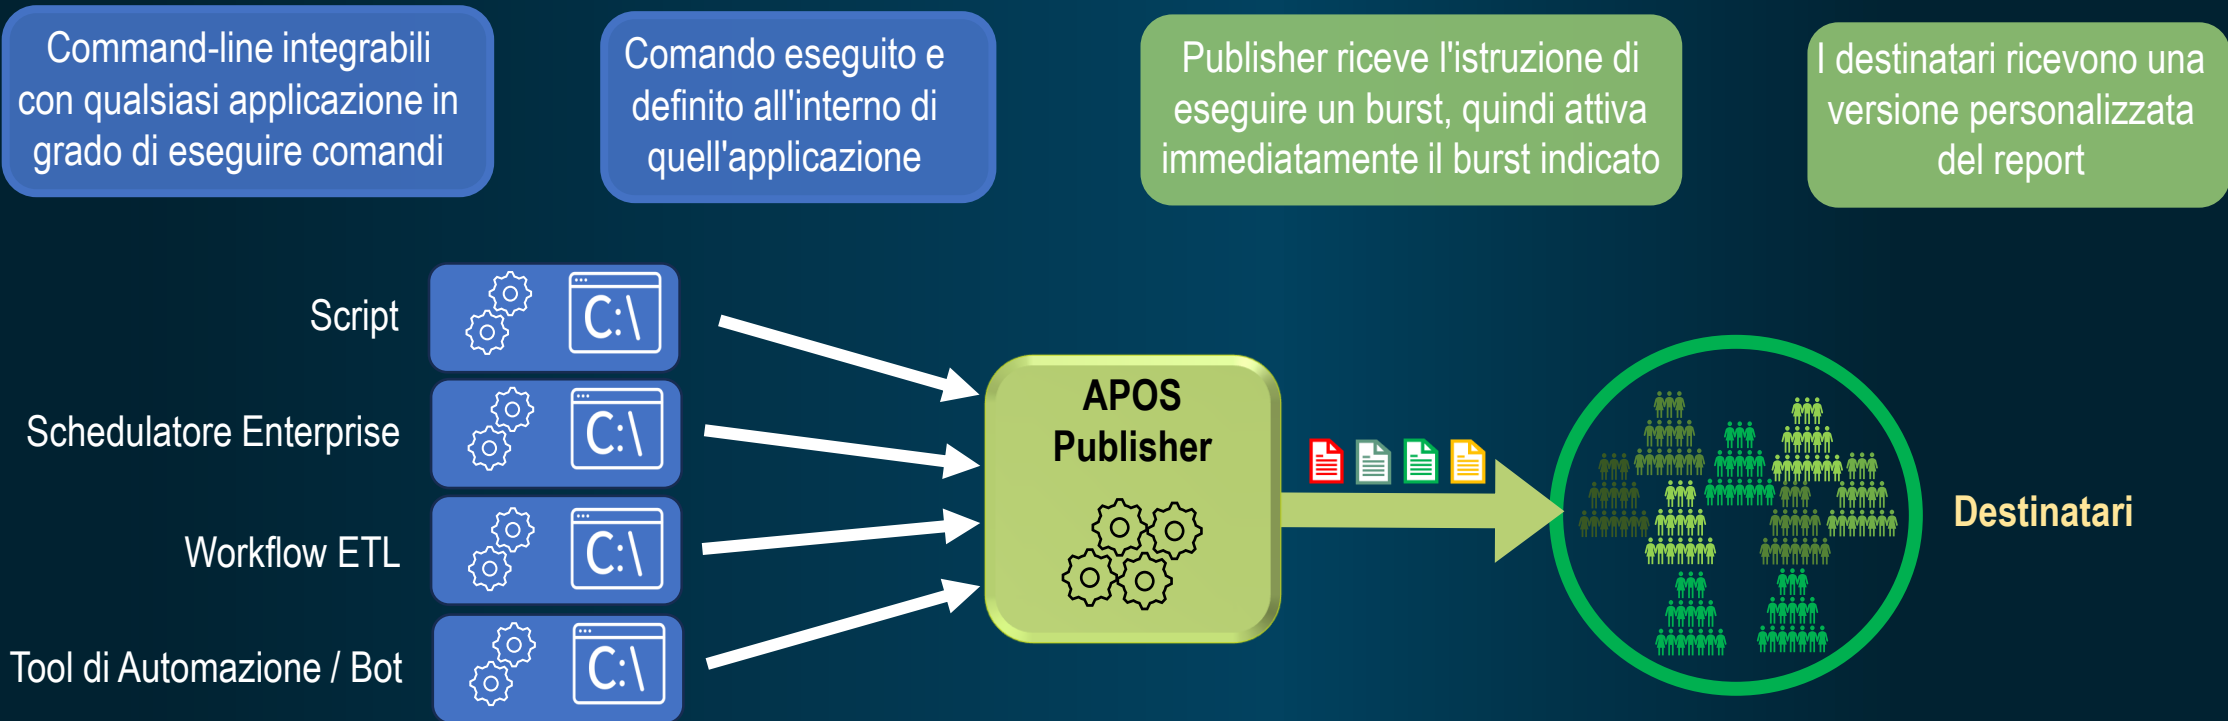 Command-line integrabili
con qualsiasi applicazione in
grado di eseguire comandi
Comando eseguito e
definito all'interno di
quell'applicazione
Publisher riceve l'istruzione di
eseguire un burst, quindi attiva
immediatamente il burst indicato
I destinatari ricevono una
versione personalizzata
del report
Script
C:\
Schedulatore Enterprise
C:\
Workflow ETL
C:\
Tool di Automazione / Bot
C:\
APOS
Publisher
Destinatari